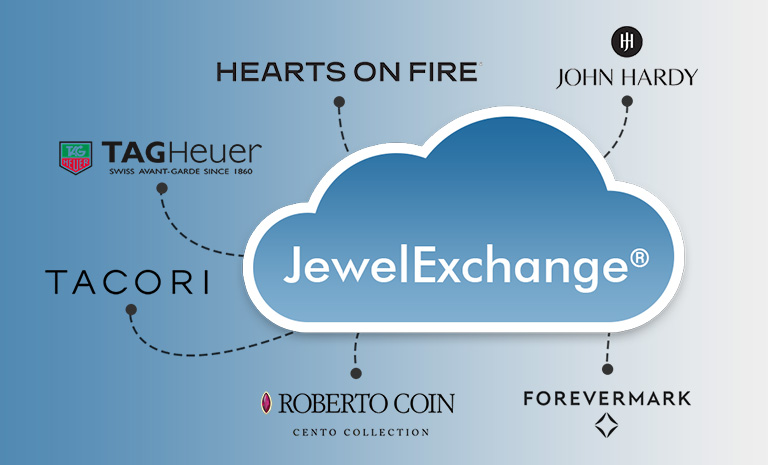 HEARTS ON FIRE
JH
JOHN HARDY
TAG
HEUER
TAGHeuer
SWISS AVANT-GARDE SINCE 1860
JewelExchange®
TACORI
ROBERTO COIN
CENTO COLLECTION
FOREVERMARK